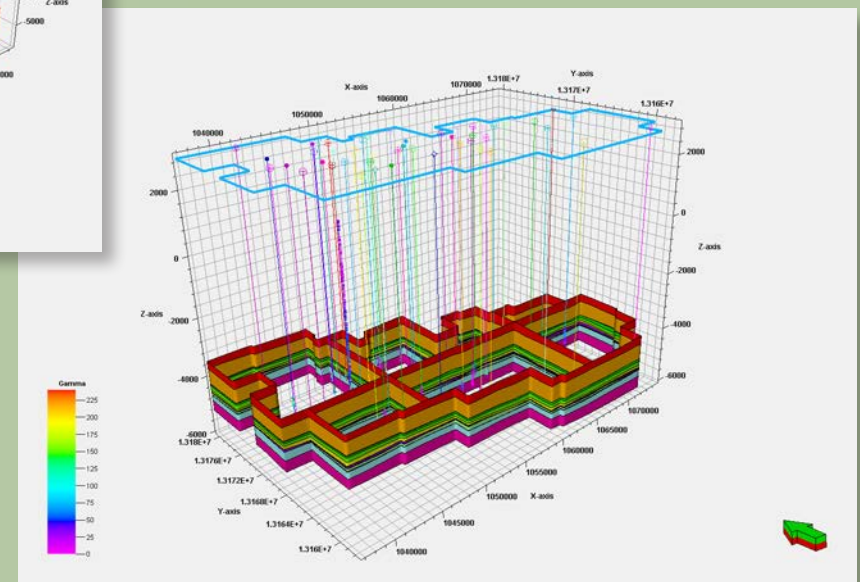 Z-axis
-5000
000
X-axis
Y-axis
1040000
1050000
1060000
1070000
1.318E+7
1.317E+7
1.316E+7
2000
0
-2000
-4000
-6000
Z-axis
2000
0
-2000
-4000
-6000
Z-axis
1.318E+7
1.3176E+7
1.3172E+7
1.3168E+7
1.3164E+7
1.316E+7
Y-axis
1040000
1045000
1050000
1055000
1060000
1065000
1070000
X-axis
Gamma
225
200
175
150
125
100
75
50
25
0